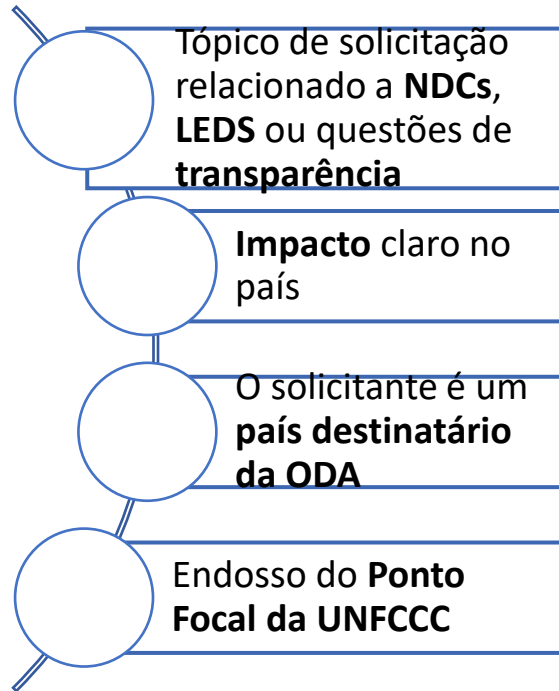 Tópico de solicitação
relacionado a NDCs,
LEDS ou questões de
transparência
Impacto claro no
país
O solicitante é um
país destinatário
da ODA
Endosso do Ponto
Focal da UNFCCC